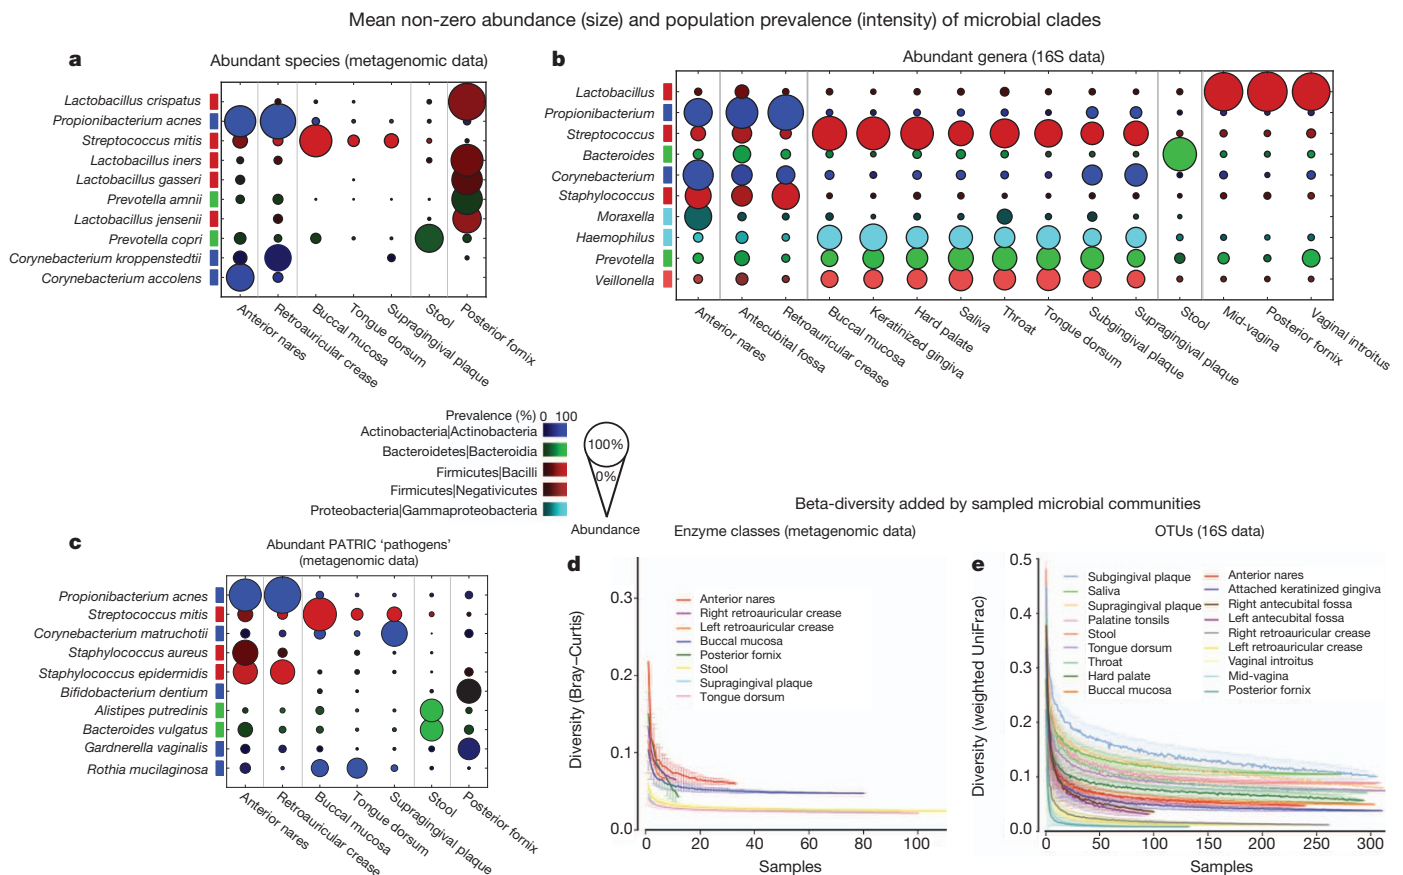 Mean non-zero abundance (size) and population prevalence (intensity) of microbial clades
a
Abundant species (metagenomic data)
Lactobacillus crispatus
Propionibacterium acnes
Streptococcus mitis
Lactobacillus iners
Lactobacillus gasseri
Prevotella amnii
Lactobacillus jensenii
Prevotella copri
Corynebacterium kroppenstedtii
Corynebacterium accolens
Anterior nares
Retroauricular crease
Buccal mucosa
Tongue dorsum
Supragingival plaque
Stool
Posterior fornix
b
Abundant genera (16S data)
Lactobacillus
Propionibacterium
Streptococcus
Bacteroides
Corynebacterium
Staphylococcus
Moraxella
Haemophilus
Prevotella
Veillonella
Anterior nares
Antecubital fossa
Retroauricular crease
Buccal mucosa
Keratinized gingiva
Hard palate
Saliva
Throat
Tongue dorsum
Subgingival plaque
Supragingival plaque
Stool
Mid-vagina
Posterior fornix
Vaginal introitus
Prevalence (%) 0 100
Actinobacteria|Actinobacteria
Bacteroidetes|Bacteroidia
Firmicutes|Bacilli
Firmicutes|Negativicutes
Proteobacteria|Gammaproteobacteria
100%
0%
Abundance
c
Abundant PATRIC 'pathogens'
(metagenomic data)
Propionibacterium acnes
Streptococcus mitis
Corynebacterium matruchotii
Staphylococcus aureus
Staphylococcus epidermidis
Bifidobacterium dentium
Alistipes putredinis
Bacteroides vulgatus
Gardnerella vaginalis
Rothia mucilaginosa
Anterior nares
Retroauricular crease
Buccal mucosa
Tongue dorsum
Supragingival plaque
Stool
Posterior fornix
Beta-diversity added by sampled microbial communities
d
Enzyme classes (metagenomic data)
Diversity (Bray–Curtis)
0.3
0.2
0.1
0.0
Anterior nares
Right retroauricular crease
Left retroauricular crease
Buccal mucosa
Posterior fornix
Stool
Supragingival plaque
Tongue dorsum
0 20 40 60 80 100
Samples
e
OTUs (16S data)
Diversity (weighted UniFrac)
0.5
0.4
0.3
0.2
0.1
0.0
Subgingival plaque
Saliva
Supragingival plaque
Palatine tonsils
Stool
Tongue dorsum
Throat
Hard palate
Buccal mucosa
Anterior nares
Attached keratinized gingiva
Right antecubital fossa
Left antecubital fossa
Right retroauricular crease
Left retroauricular crease
Vaginal introitus
Mid-vagina
Posterior fornix
0 50 100 150 200 250 300
Samples